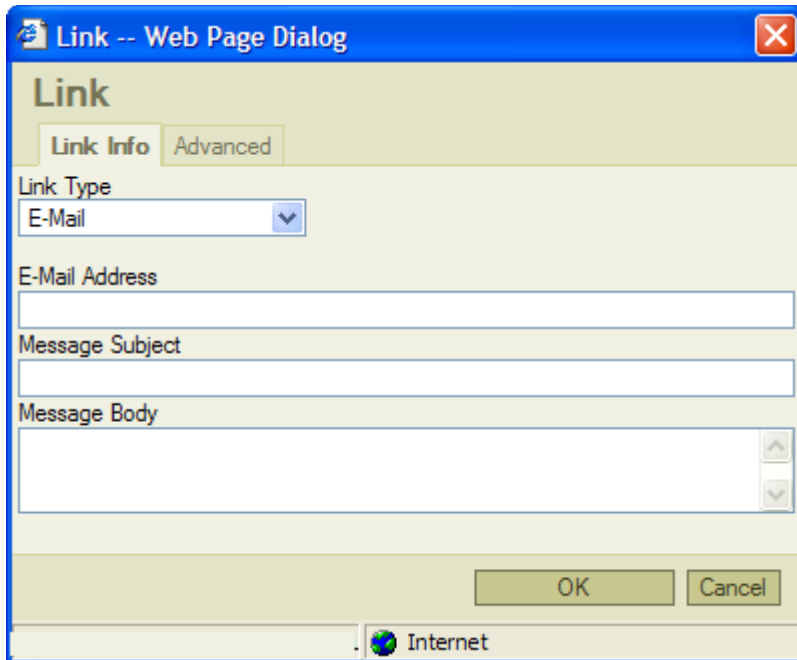 Link -- Web Page Dialog
Link
Link Info Advanced
Link Type
E-Mail
E-Mail Address
Message Subject
Message Body
OK Cancel
. Internet